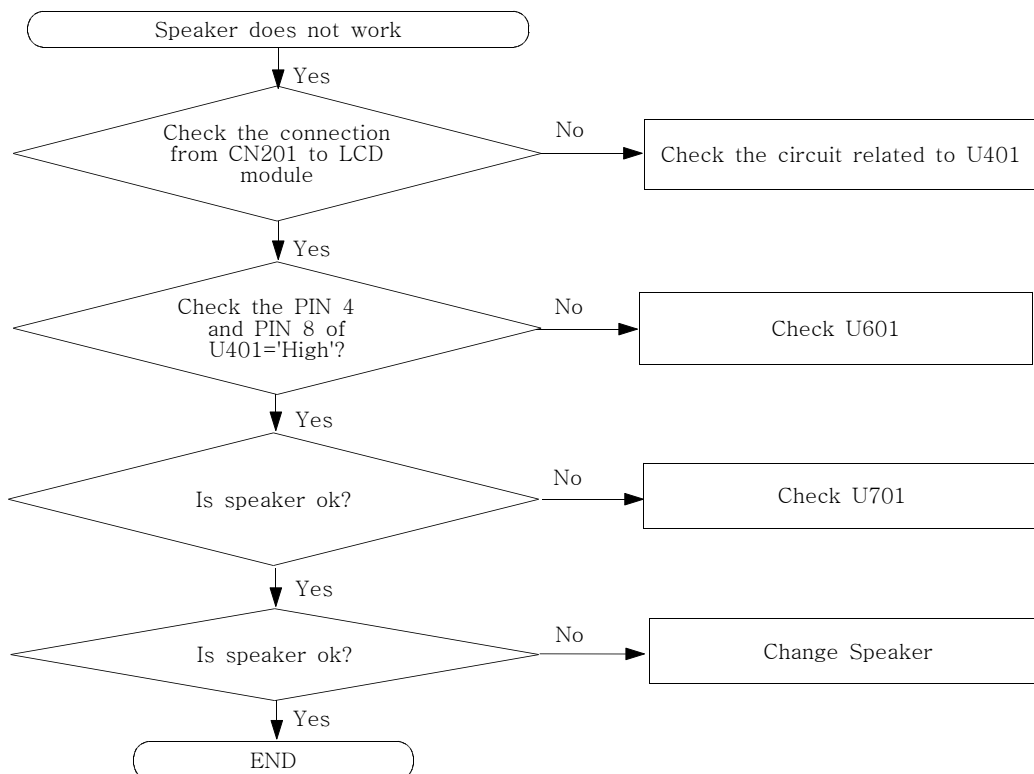 Speaker does not work
Yes
Check the connection
from CN201 to LCD
module
No
Check the circuit related to U401
Yes
Check the PIN 4
and PIN 8 of
U401='High'?
No
Check U601
Yes
Is speaker ok?
No
Check U701
Yes
Is speaker ok?
No
Change Speaker
Yes
END